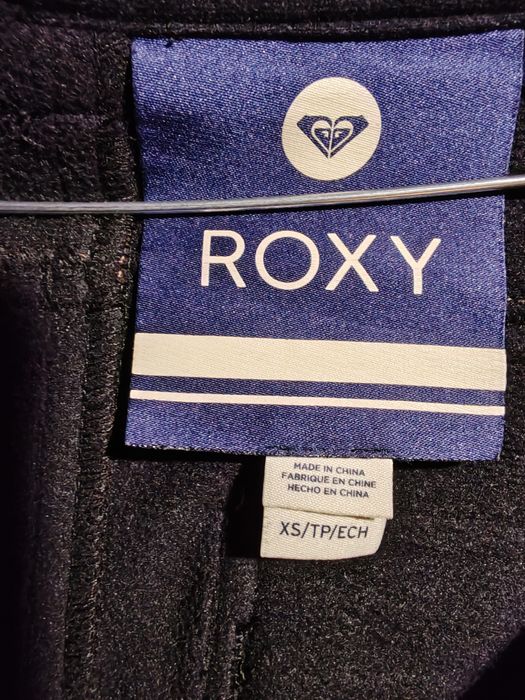 ROXY
MADE IN CHINA
FABRIQUE EN CHINE
HECHO EN CHINA
XS/TP/ECH